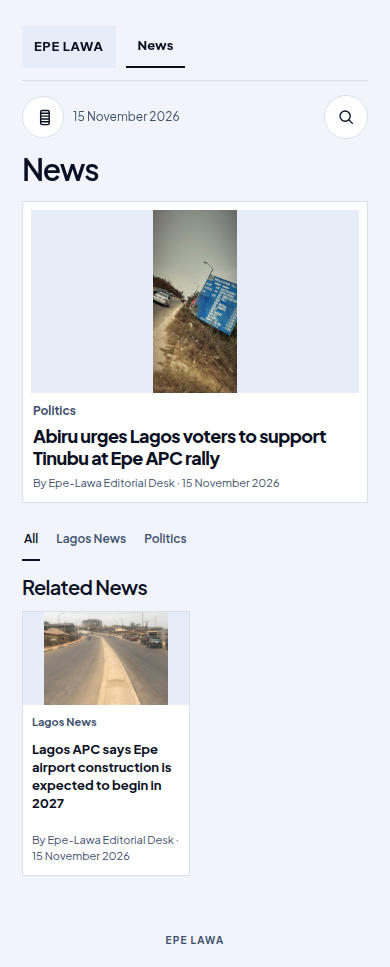 EPE LAWA
News
15 November 2026
News
Politics
Abiru urges Lagos voters to support
Tinubu at Epe APC rally
By Epe-Lawa Editorial Desk · 15 November 2026
All
Lagos News
Politics
Related News
Lagos News
Lagos APC says Epe
airport construction is
expected to begin in
2027
By Epe-Lawa Editorial Desk ·
15 November 2026
EPE LAWA